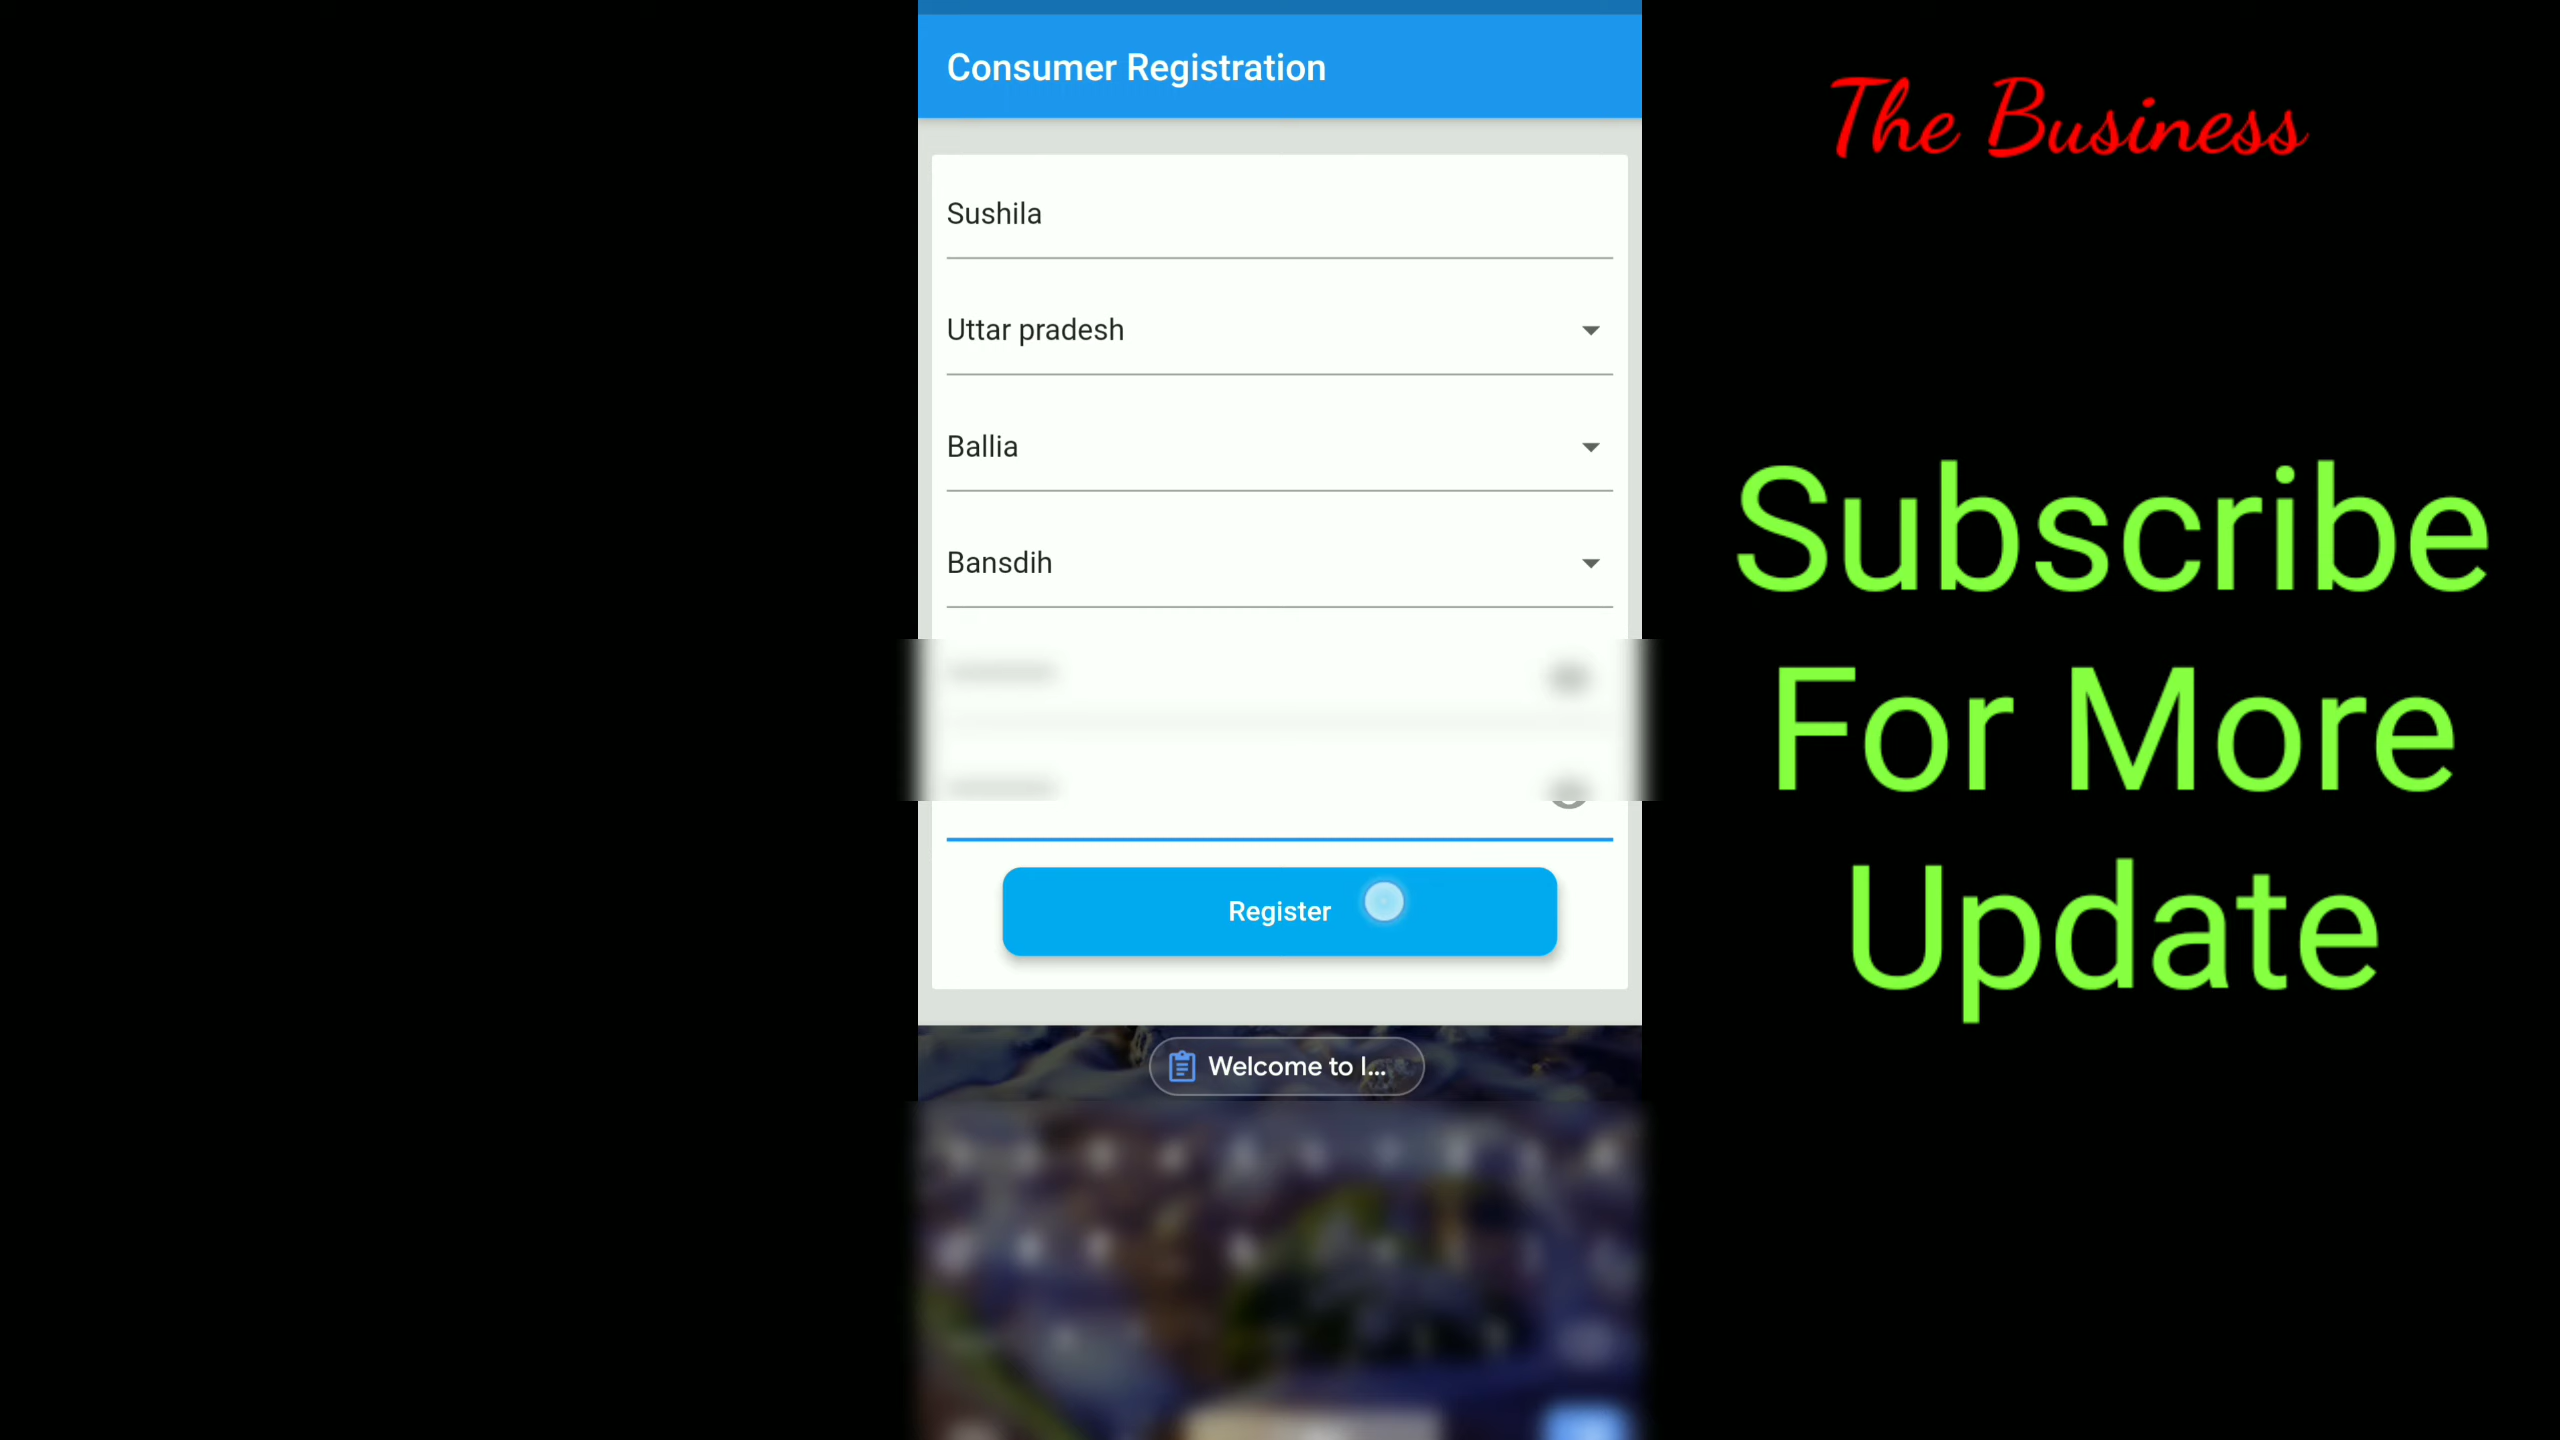 Consumer Registration
Sushila
Uttar pradesh
Ballia
Bansdih
Register
Welcome to I...
The Business
Subscribe
For More
Update